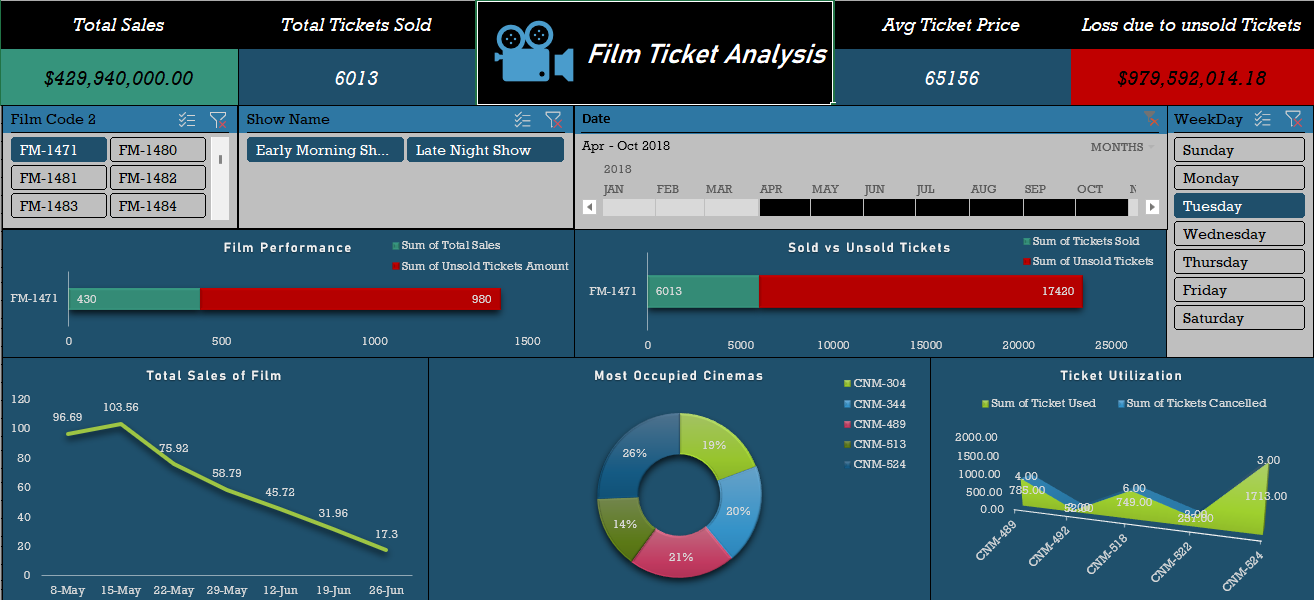 Total Sales
Total Tickets Sold
Film Ticket Analysis
Avg Ticket Price
Loss due to unsold Tickets
$429,940,000.00
6013
65156
$979,592,014.18
Film Code 2
FM-1471
FM-1480
FM-1481
FM-1482
FM-1483
FM-1484
Show Name
Early Morning Sh...
Late Night Show
Date
Apr - Oct 2018
MONTHS
2018
JAN FEB MAR APR MAY JUN JUL AUG SEP OCT N
WeekDay
Sunday
Monday
Tuesday
Wednesday
Thursday
Friday
Saturday
Film Performance
Sum of Total Sales
Sum of Unsold Tickets Amount
FM-1471
430
980
0 500 1000 1500
Sold vs Unsold Tickets
Sum of Tickets Sold
Sum of Unsold Tickets
FM-1471
6013
17420
0 5000 10000 15000 20000 25000
Total Sales of Film
120
100
80
60
40
20
0
96.69
103.56
75.92
58.79
45.72
31.96
17.3
8-May 15-May 22-May 29-May 12-Jun 19-Jun 26-Jun
Most Occupied Cinemas
CNM-304
CNM-344
CNM-489
CNM-513
CNM-524
19%
20%
21%
14%
26%
Ticket Utilization
Sum of Ticket Used
Sum of Tickets Cancelled
2000.00
1500.00
1000.00
500.00
0.00
4.00
785.00
6.00
749.00
3.00
1713.00
CNM-489
CNM-492
CNM-518
CNM-522
CNM-524